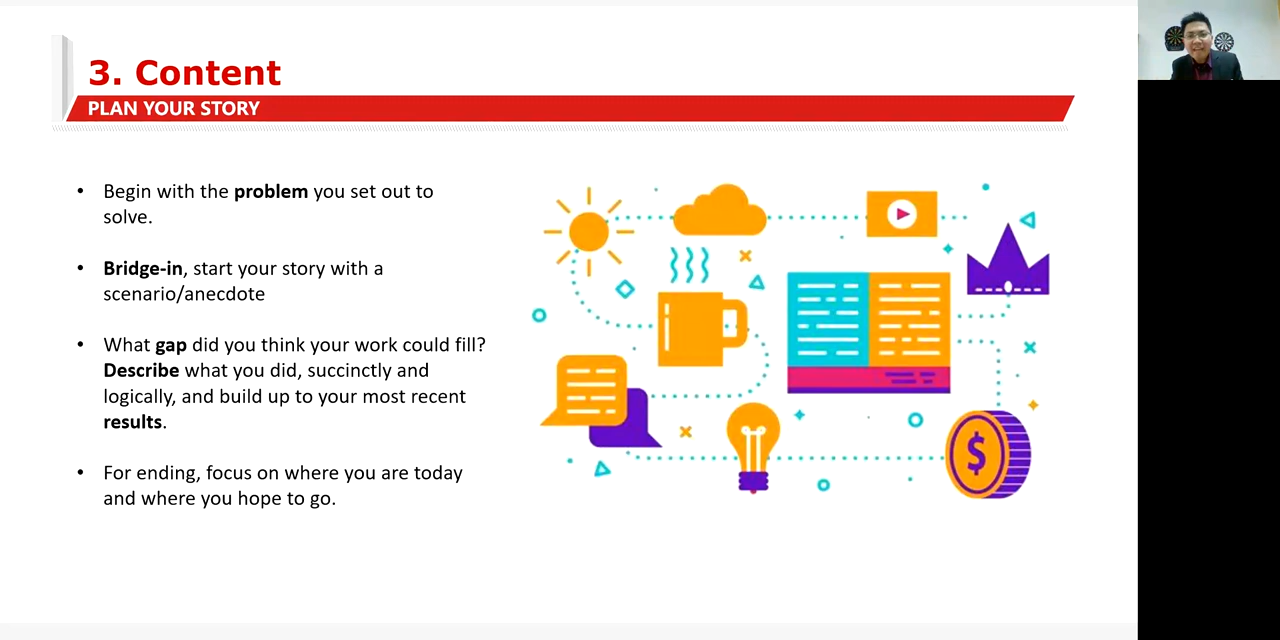 3. Content
PLAN YOUR STORY
• Begin with the problem you set out to
solve.
• Bridge-in, start your story with a
scenario/anecdote
• What gap did you think your work could fill?
Describe what you did, succinctly and
logically, and build up to your most recent
results.
• For ending, focus on where you are today
and where you hope to go.
$